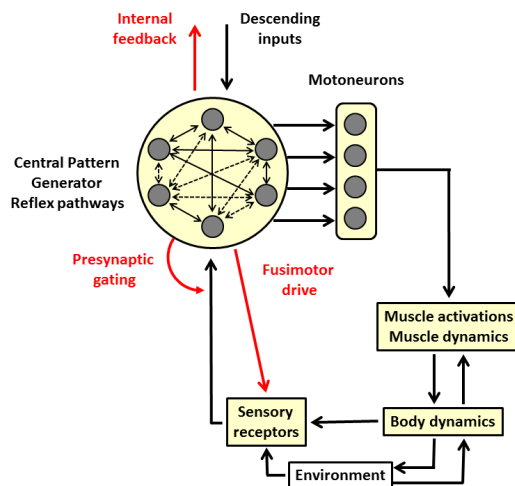 Internal
feedback
Descending
inputs
Motoneurons
Central Pattern
Generator
Reflex pathways
Presynaptic
gating
Fusimotor
drive
Muscle activations
Muscle dynamics
Sensory
receptors
Body dynamics
Environment